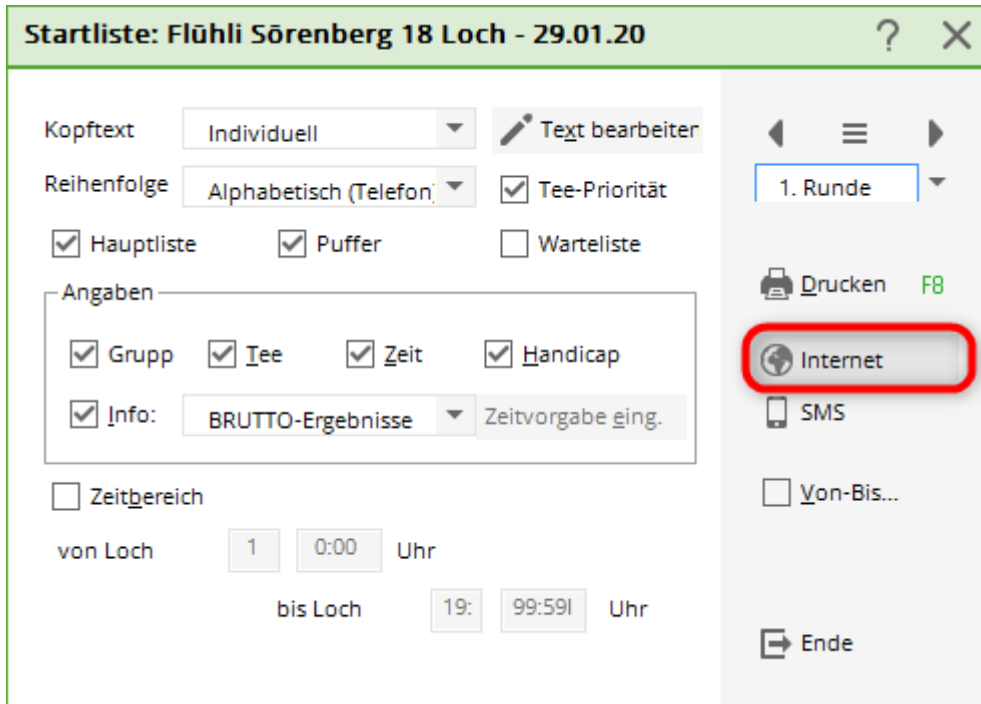 Startliste: Flühli Sörenberg 18 Loch - 29.01.20 ?
Kopftext Individuell Text bearbeiten
Reihenfolge Alphabetisch (Telefon) Tee-Priorität 1. Runde
Hauptliste Puffer Warteliste
Angaben
Drucken F8
Grupp Tee Zeit Handicap Internet
Info: BRUTTO-Ergebnisse Zeitvorgabe eing. SMS
Zeitbereich Von-Bis...
von Loch 1 0:00 Uhr
bis Loch 19: 99:59 Uhr
Ende